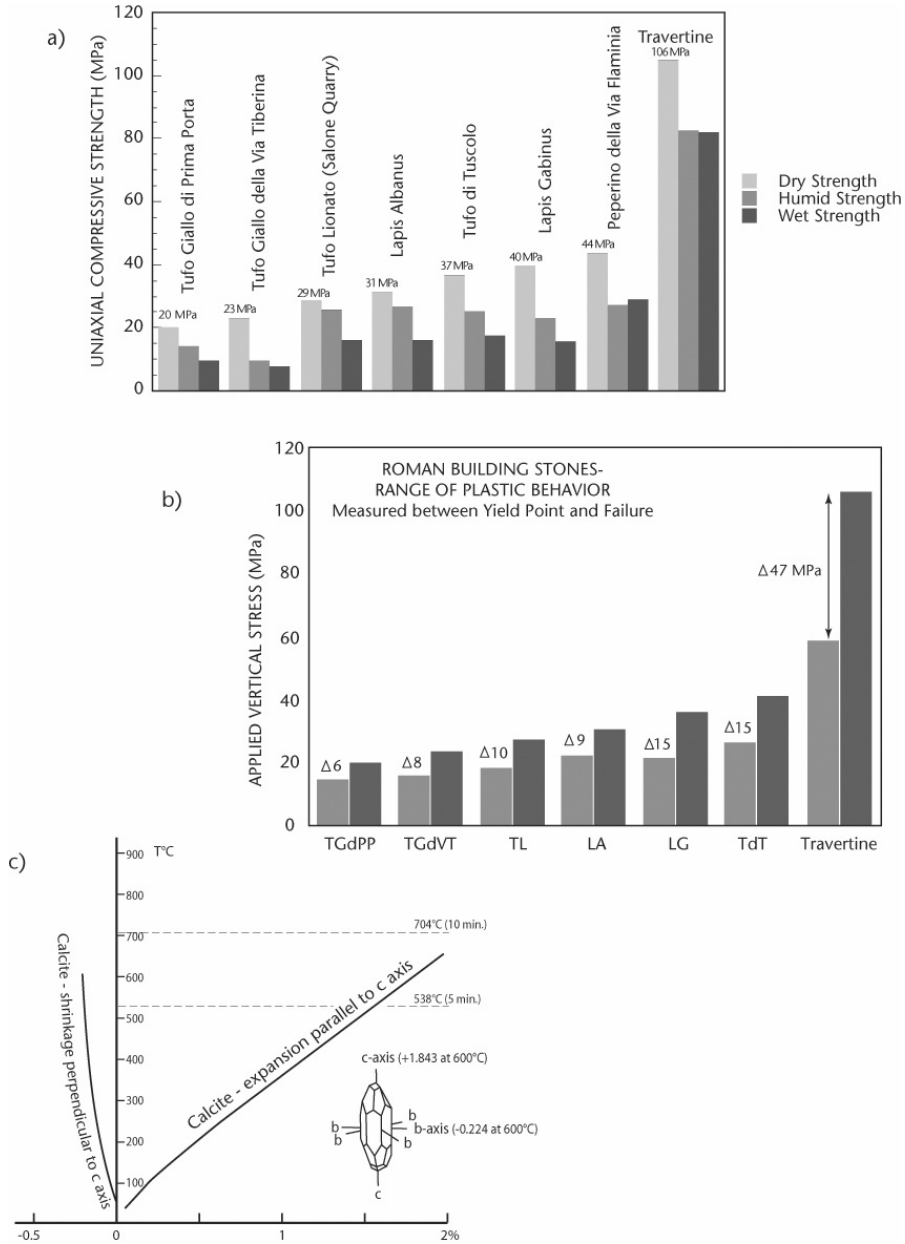 a)
UNIAXIAL COMPRESSIVE STRENGTH (MPa)
120
100
80
60
40
20
0
Tufo Giallo di Prima Porta
Tufo Giallo della Via Tiberina
Tufo Lionato (Salone Quarry)
Lapis Albanus
Tufo di Tuscolo
Lapis Gabinus
Peperino della Via Flaminia
Travertine
20 MPa
23 MPa
29 MPa
31 MPa
37 MPa
40 MPa
44 MPa
106 MPa
Dry Strength
Humid Strength
Wet Strength
b)
APPLIED VERTICAL STRESS (MPa)
120
100
80
60
40
20
0
ROMAN BUILDING STONES-
RANGE OF PLASTIC BEHAVIOR
Measured between Yield Point and Failure
Δ6
Δ8
Δ10
Δ9
Δ15
Δ15
Δ47 MPa
TGdPP
TGdVT
TL
LA
LG
TdT
Travertine
c)
T°C
900
800
700
600
500
400
300
200
100
704°C (10 min.)
538°C (5 min.)
Calcite - shrinkage perpendicular to c axis
Calcite - expansion parallel to c axis
c-axis (+1.843 at 600°C)
b
b-axis (-0.224 at 600°C)
b
b
b
c
-0.5
0
1
2%